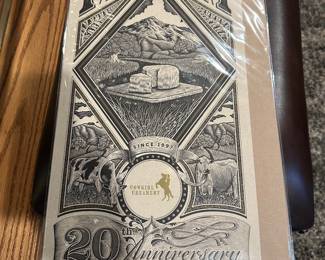 SINCE 1997
COWGIRL
CREAMERY
20th Anniversary